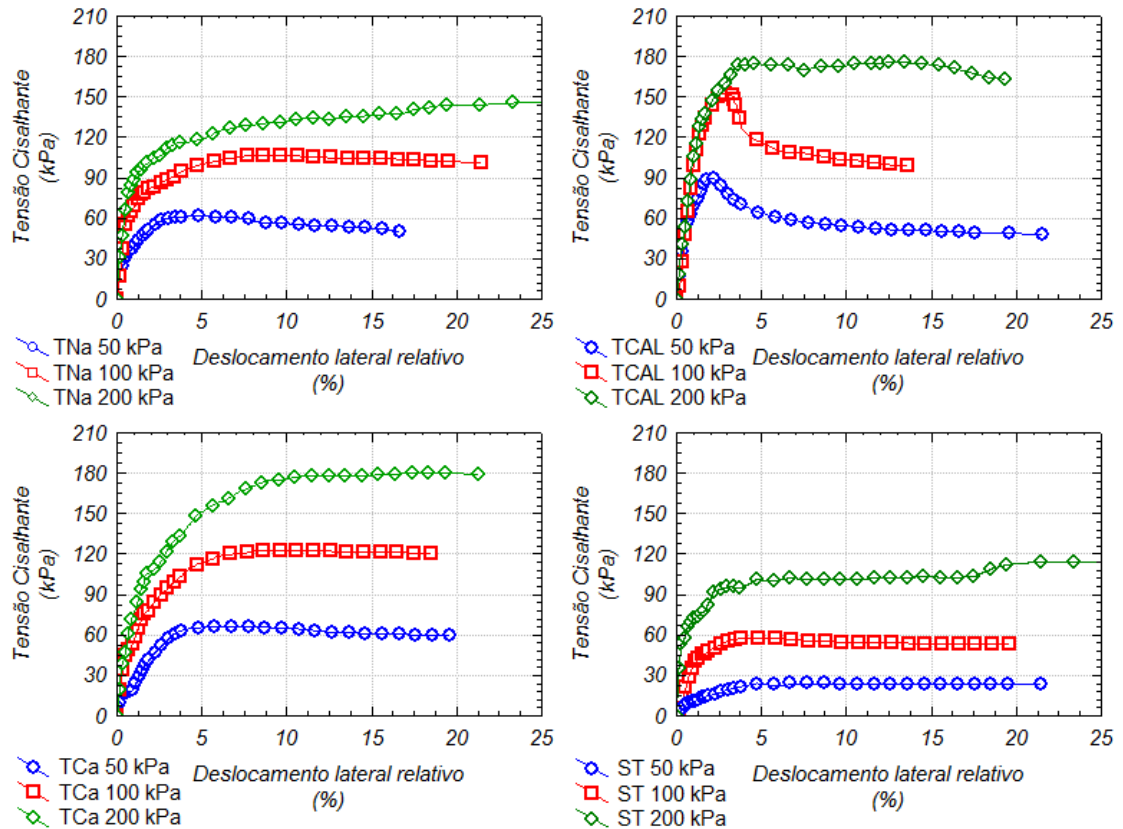 210
180
150
120
90
60
30
0
Tensão Cisalhante
(kPa)
0 5 10 15 20 25
Deslocamento lateral relativo
(%)
TNa 50 kPa
TNa 100 kPa
TNa 200 kPa
210
180
150
120
90
60
30
0
Tensão Cisalhante
(kPa)
0 5 10 15 20 25
Deslocamento lateral relativo
(%)
TCAL 50 kPa
TCAL 100 kPa
TCAL 200 kPa
210
180
150
120
90
60
30
0
Tensão Cisalhante
(kPa)
0 5 10 15 20 25
Deslocamento lateral relativo
(%)
TCa 50 kPa
TCa 100 kPa
TCa 200 kPa
210
180
150
120
90
60
30
0
Tensão Cisalhante
(kPa)
0 5 10 15 20 25
Deslocamento lateral relativo
(%)
ST 50 kPa
ST 100 kPa
ST 200 kPa